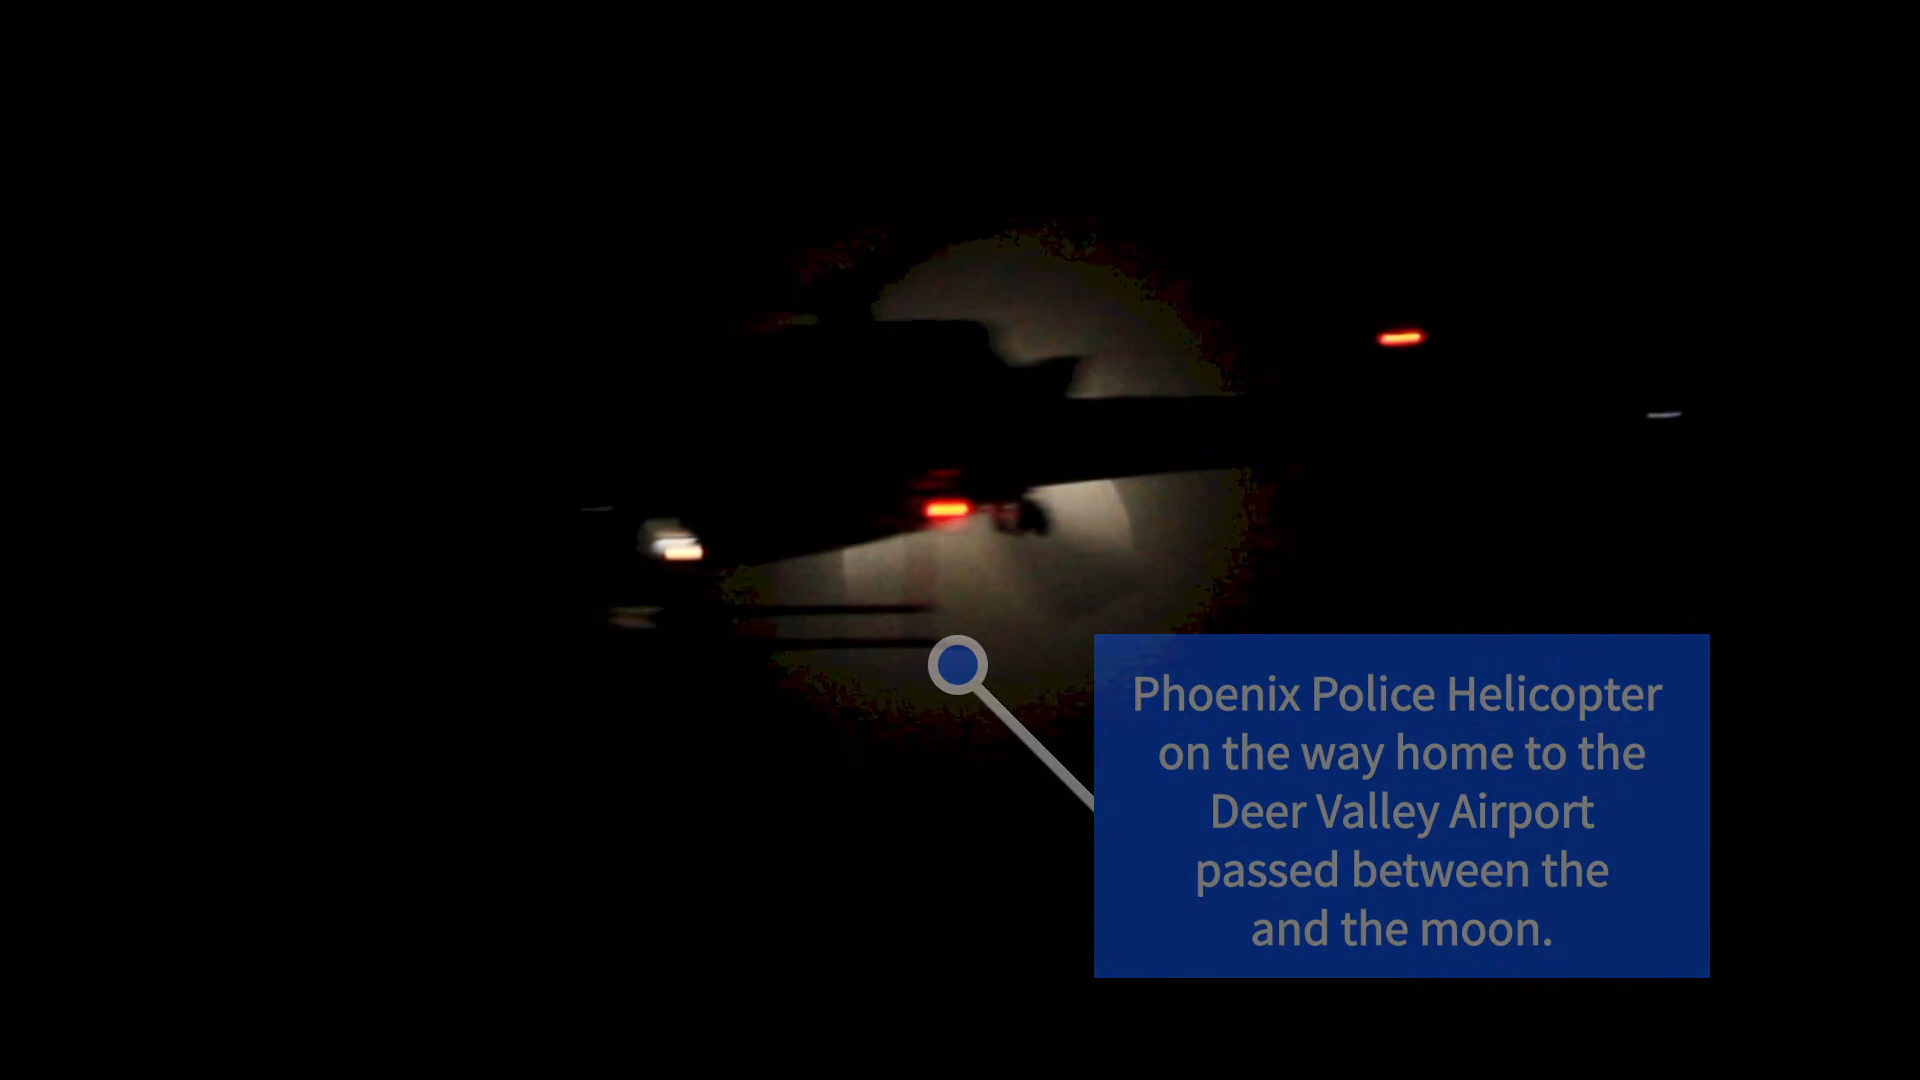 Phoenix Police Helicopter
on the way home to the
Deer Valley Airport
passed between the
and the moon.